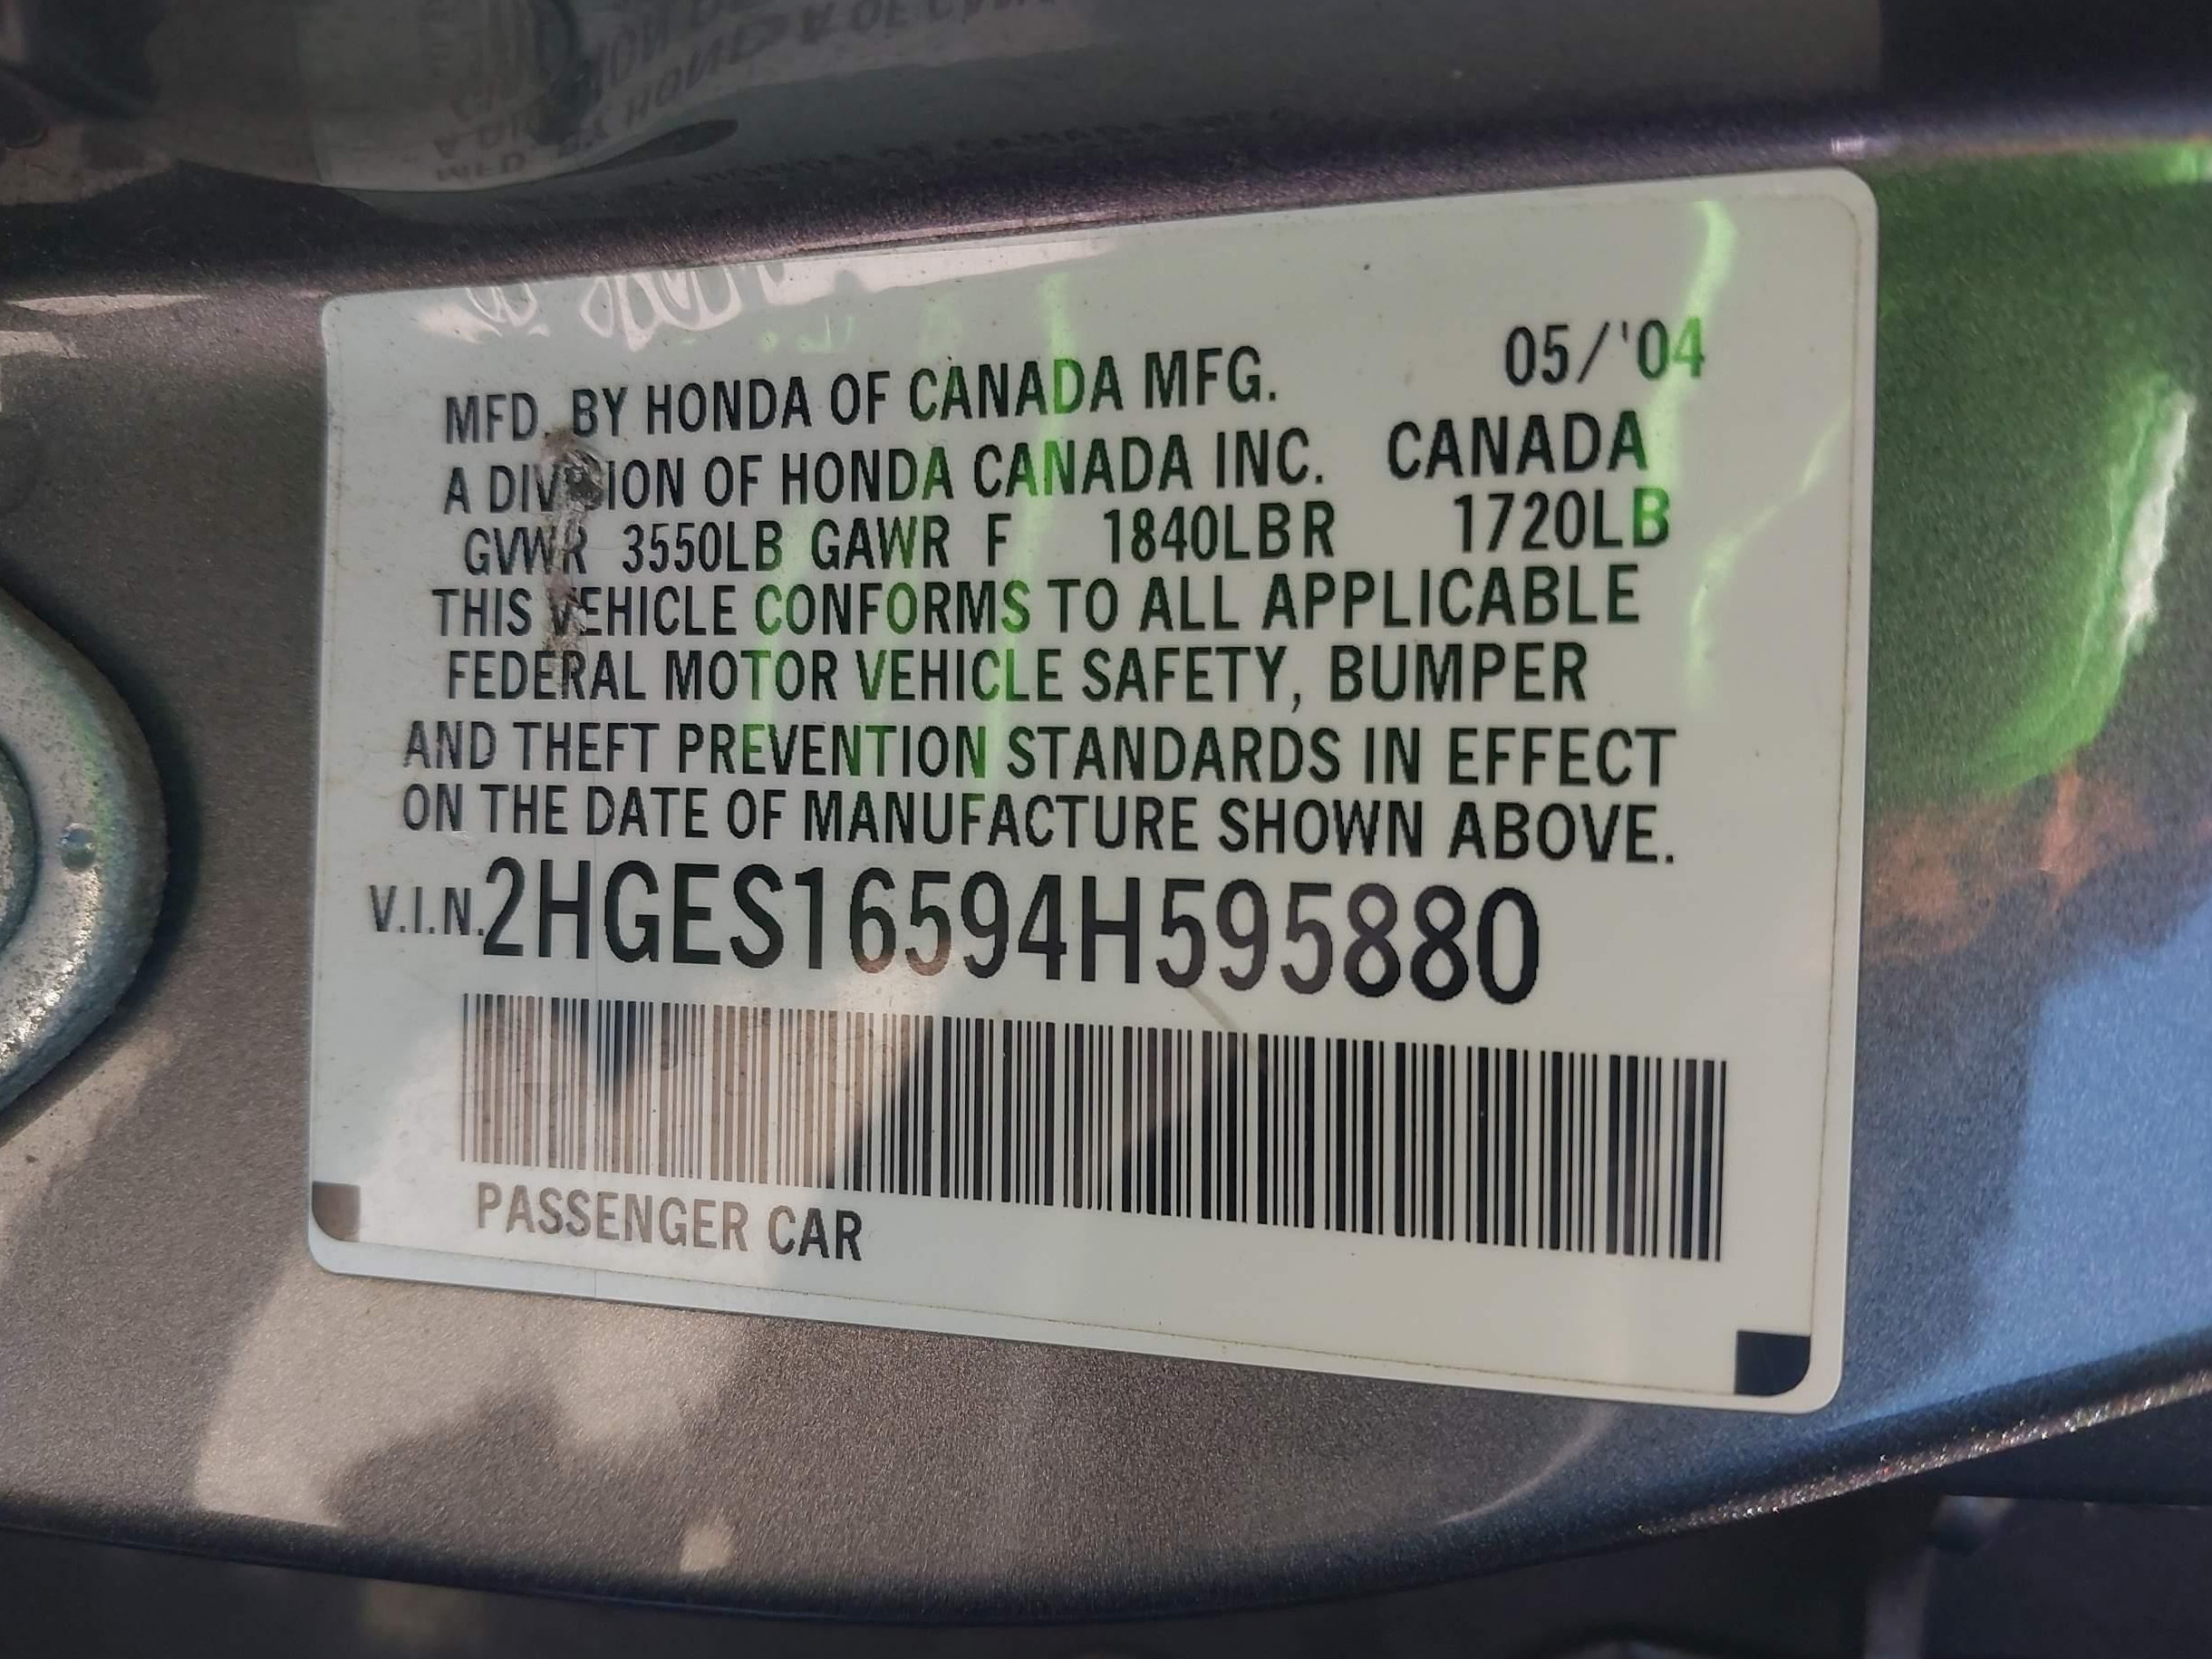 MFD. BY HONDA OF CANADA MFG. 05/'04
A DIVISION OF HONDA CANADA INC. CANADA
GVWR 3550LB GAWR F 1840LBR 1720LB
THIS VEHICLE CONFORMS TO ALL APPLICABLE
FEDERAL MOTOR VEHICLE SAFETY, BUMPER
AND THEFT PREVENTION STANDARDS IN EFFECT
ON THE DATE OF MANUFACTURE SHOWN ABOVE.
V.I.N.2HGES16594H595880
PASSENGER CAR